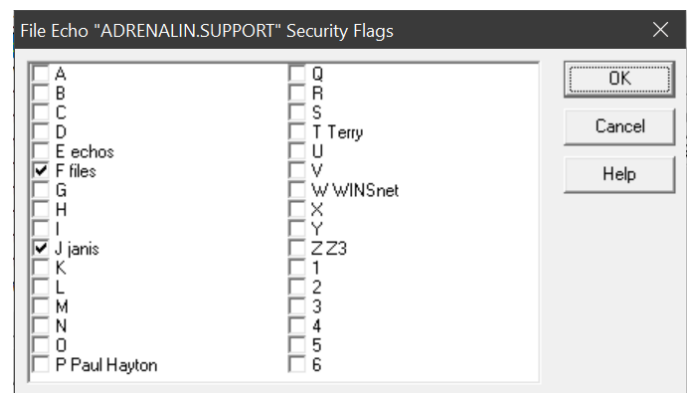 File Echo "ADRENALIN.SUPPORT" Security Flags
A
B
C
D
E echos
F files
G
H
I
J janis
K
L
M
N
O
P Paul Hayton
Q
R
S
T Terry
U
V
W WINSnet
X
Y
Z Z3
1
2
3
4
5
6
OK
Cancel
Help